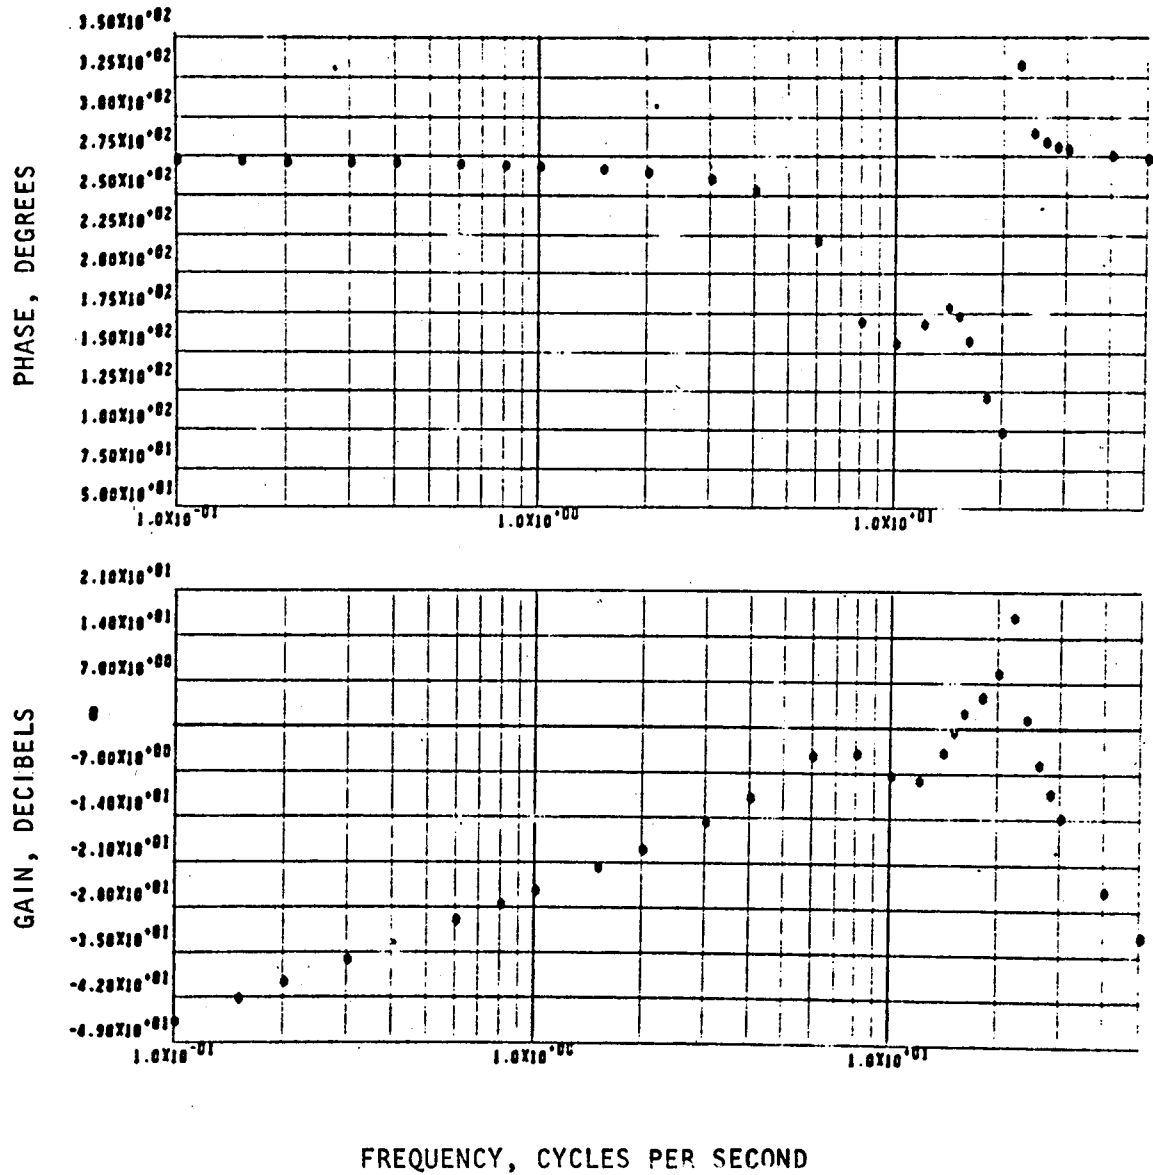 3.50X10+02
3.25X10+02
3.00X10+02
2.75X10+02
2.50X10+02
2.25X10+02
2.00X10+02
1.75X10+02
1.50X10+02
1.25X10+02
1.00X10+02
7.50X10+01
5.00X10+01
PHASE, DEGREES
1.0X10-01
1.0X10+00
1.0X10+01
2.10X10+01
1.40X10+01
7.00X10+00
0
-7.00X10+00
-1.40X10+01
-2.10X10+01
-2.80X10+01
-3.50X10+01
-4.20X10+01
-4.90X10+01
GAIN, DECIBELS
1.0X10-01
1.0X10+00
1.0X10+01
FREQUENCY, CYCLES PER SECOND